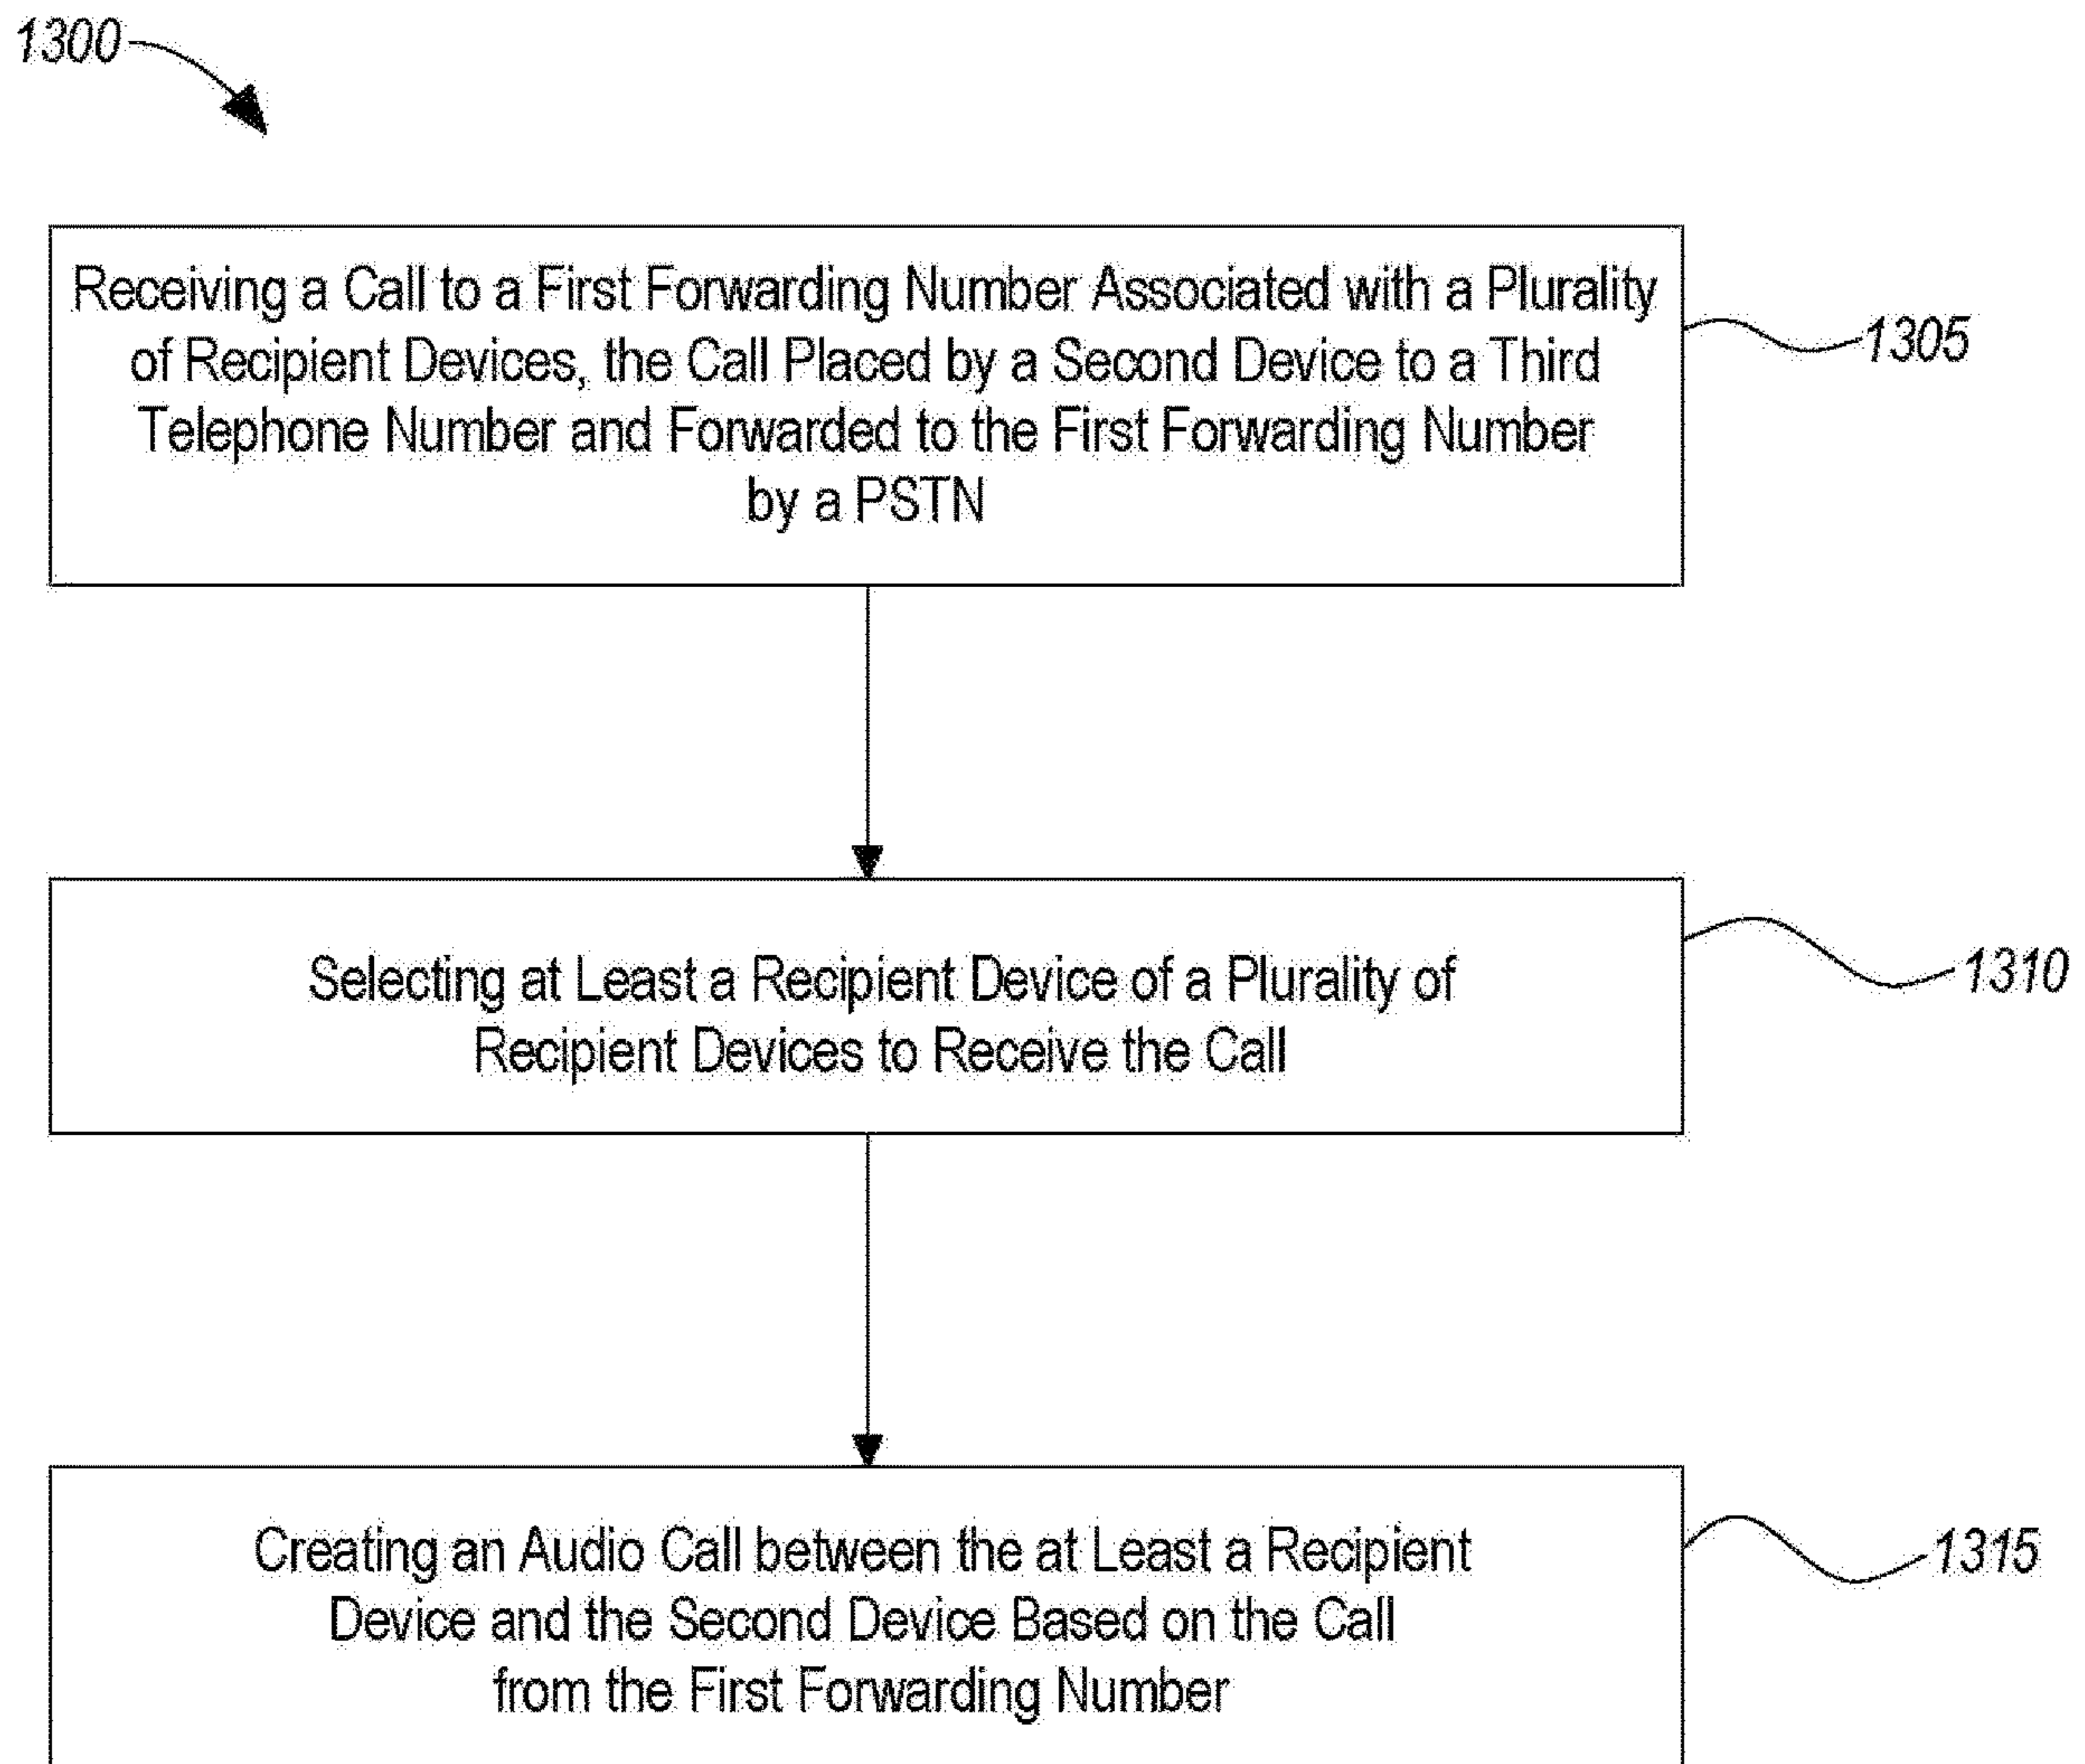 1300
Receiving a Call to a First Forwarding Number Associated with a Plurality
of Recipient Devices, the Call Placed by a Second Device to a Third
Telephone Number and Forwarded to the First Forwarding Number
by a PSTN
1305
Selecting at Least a Recipient Device of a Plurality of
Recipient Devices to Receive the Call
1310
Creating an Audio Call between the at Least a Recipient
Device and the Second Device Based on the Call
from the First Forwarding Number
1315